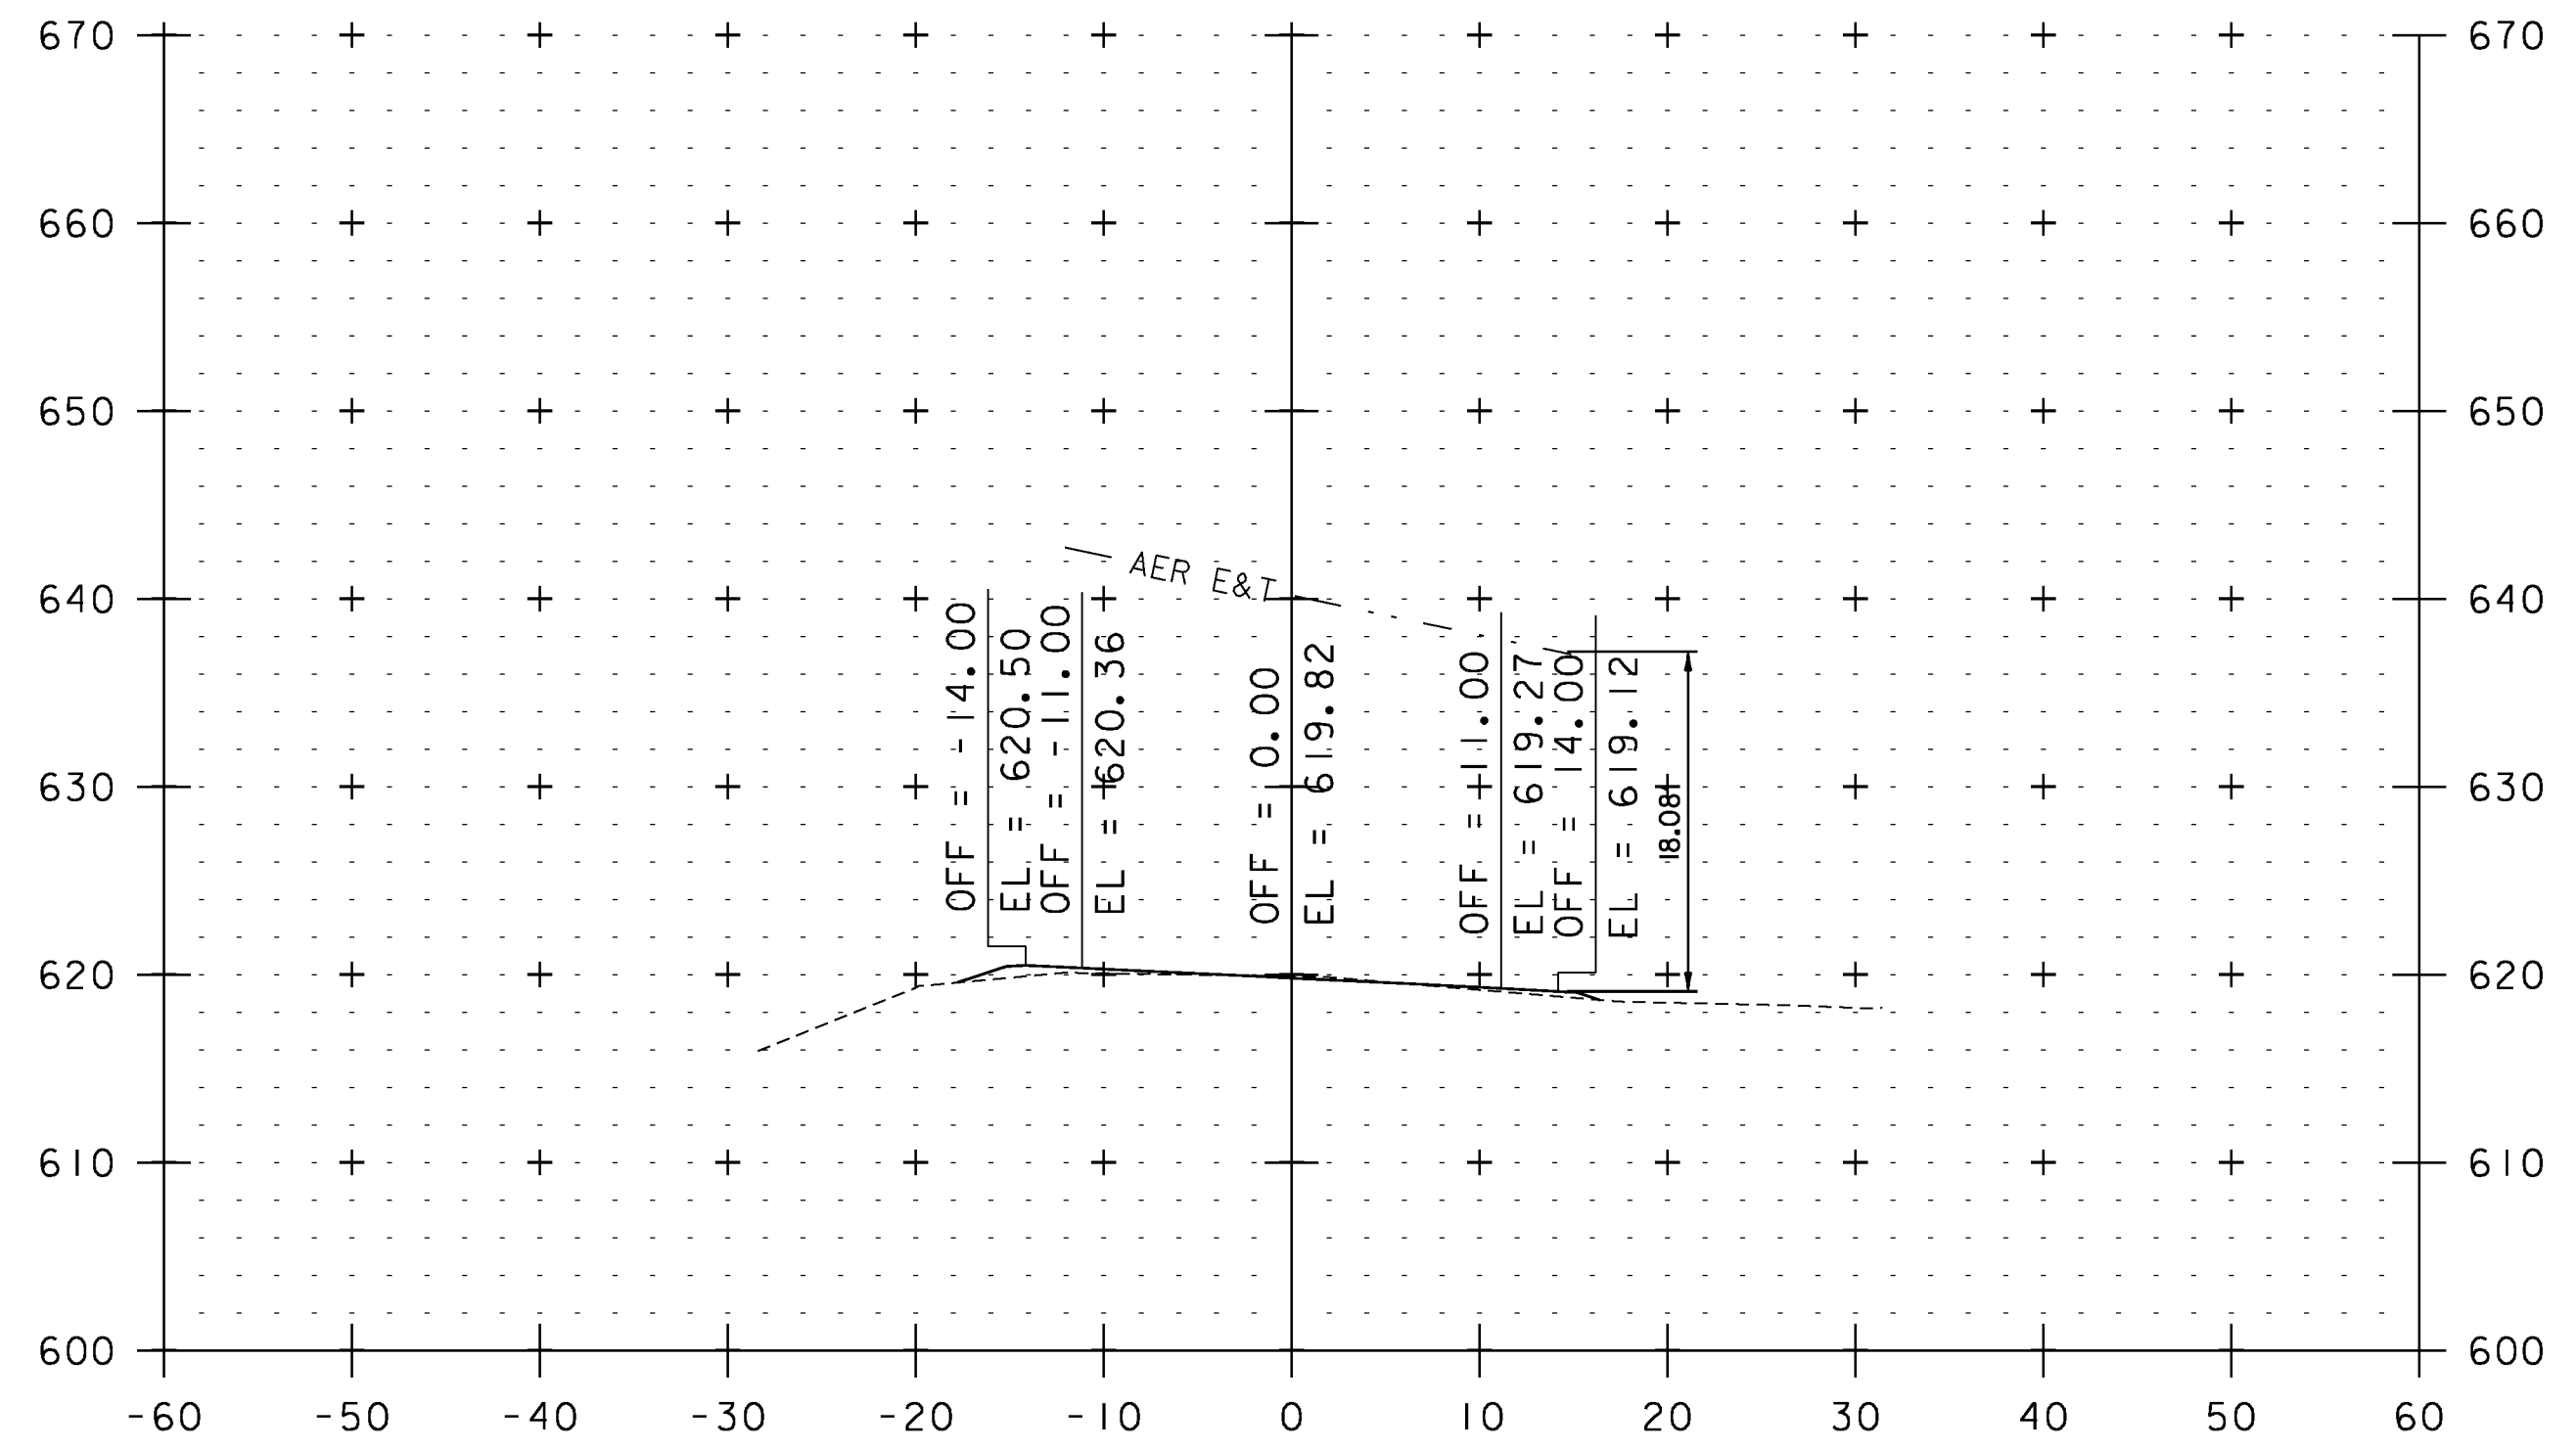 670 670
660 660
650 650
AER E&T
640 640
OFF = -14.00
EL = 620.50
OFF = -11.00
EL = 620.36
OFF = 0.00
EL = 619.82
OFF = 11.00
EL = 619.27
OFF = 14.00
EL = 619.12
18.08'
630 630
620 620
610 610
600 600
-60 -50 -40 -30 -20 -10 0 10 20 30 40 50 60